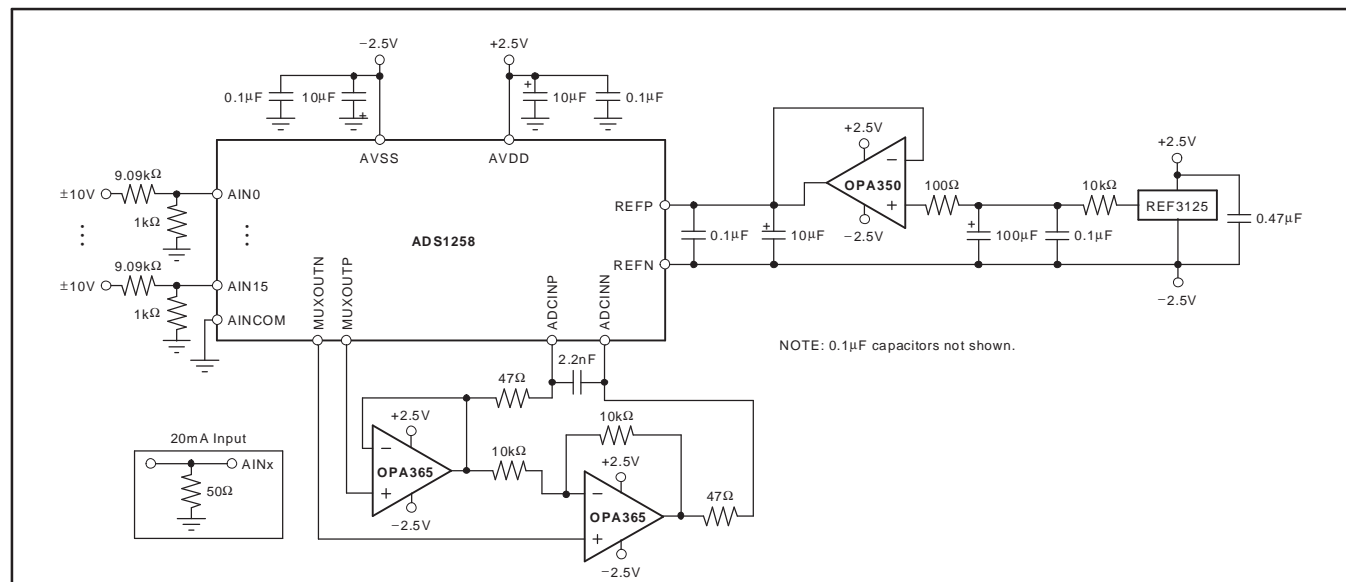 −2.5V
+2.5V
0.1μF
10μF
+
+
10μF
0.1μF
AVSS
AVDD
±10V
9.09kΩ
AIN0
1kΩ
⋮
⋮
±10V
9.09kΩ
AIN15
1kΩ
AINCOM
ADS1258
MUXOUTN
MUXOUTP
ADCINP
ADCINN
REFP
REFN
0.1μF
+
10μF
+2.5V
−
OPA350
+
−2.5V
100Ω
+
100μF
0.1μF
10kΩ
+2.5V
REF3125
0.47μF
−2.5V
NOTE: 0.1μF capacitors not shown.
2.2nF
47Ω
+2.5V
−
OPA365
+
−2.5V
10kΩ
10kΩ
+2.5V
−
OPA365
+
−2.5V
47Ω
20mA Input
AINx
50Ω